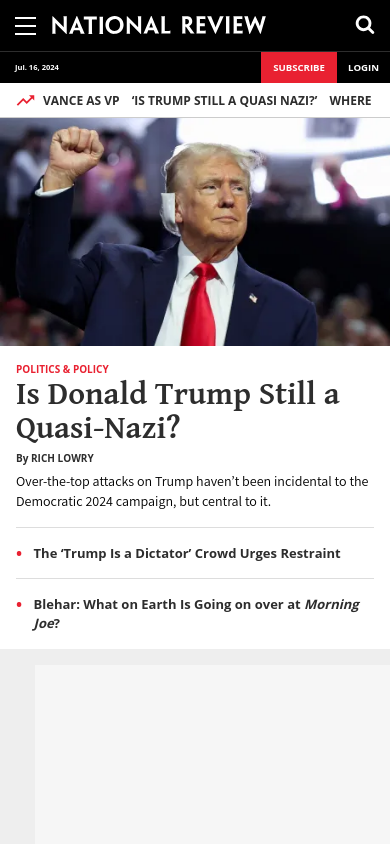 NATIONAL REVIEW
Jul. 16, 2024
SUBSCRIBE
LOGIN
VANCE AS VP
‘IS TRUMP STILL A QUASI NAZI?’
WHERE
POLITICS & POLICY
Is Donald Trump Still a
Quasi-Nazi?
By RICH LOWRY
Over-the-top attacks on Trump haven’t been incidental to the
Democratic 2024 campaign, but central to it.
• The ‘Trump Is a Dictator’ Crowd Urges Restraint
• Blehar: What on Earth Is Going on over at Morning
Joe?